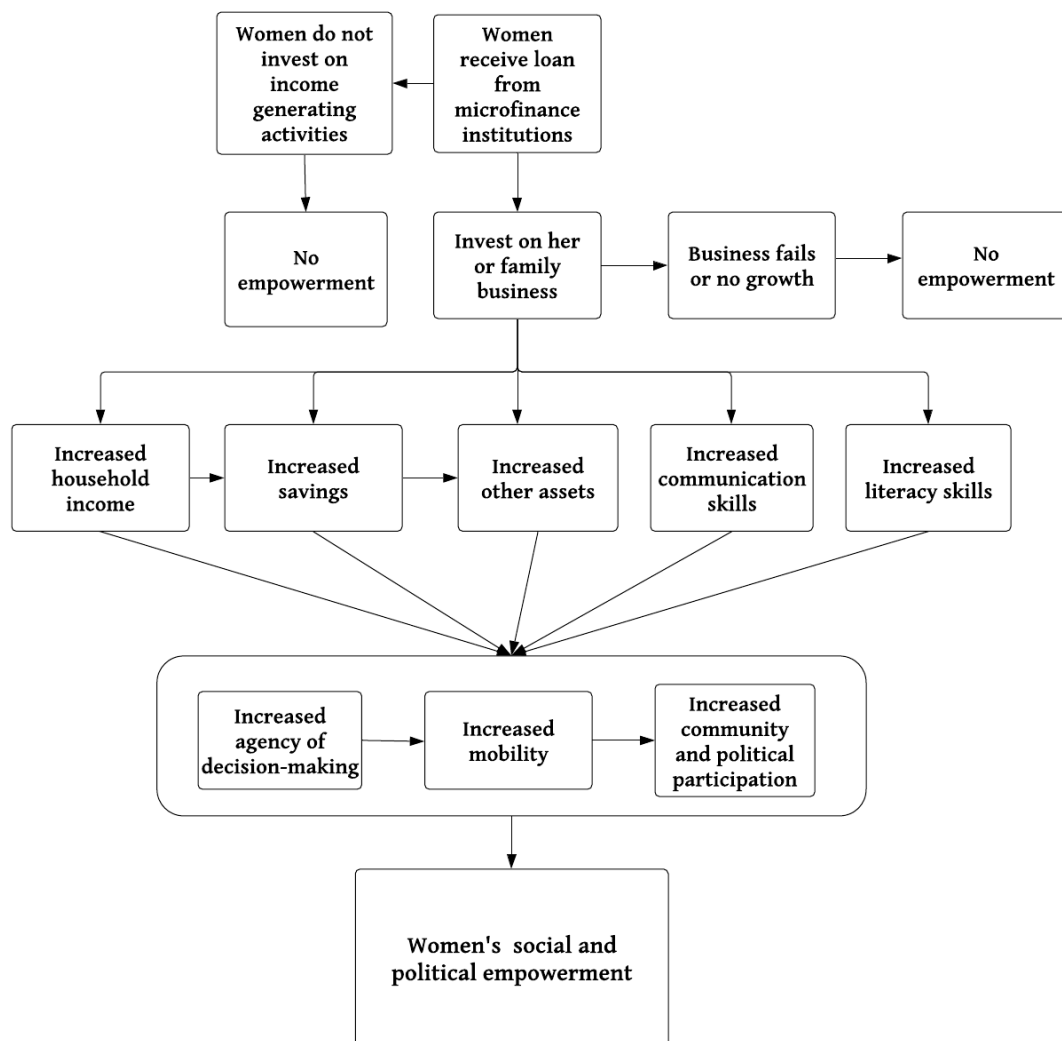 Women do not
invest on
income
generating
activities
Women
receive loan
from
microfinance
institutions
No
empowerment
Invest on her
or family
business
Business fails
or no growth
No
empowerment
Increased
household
income
Increased
savings
Increased
other assets
Increased
communication
skills
Increased
literacy skills
Increased
agency of
decision-making
Increased
mobility
Increased
community
and political
participation
Women's social and
political empowerment